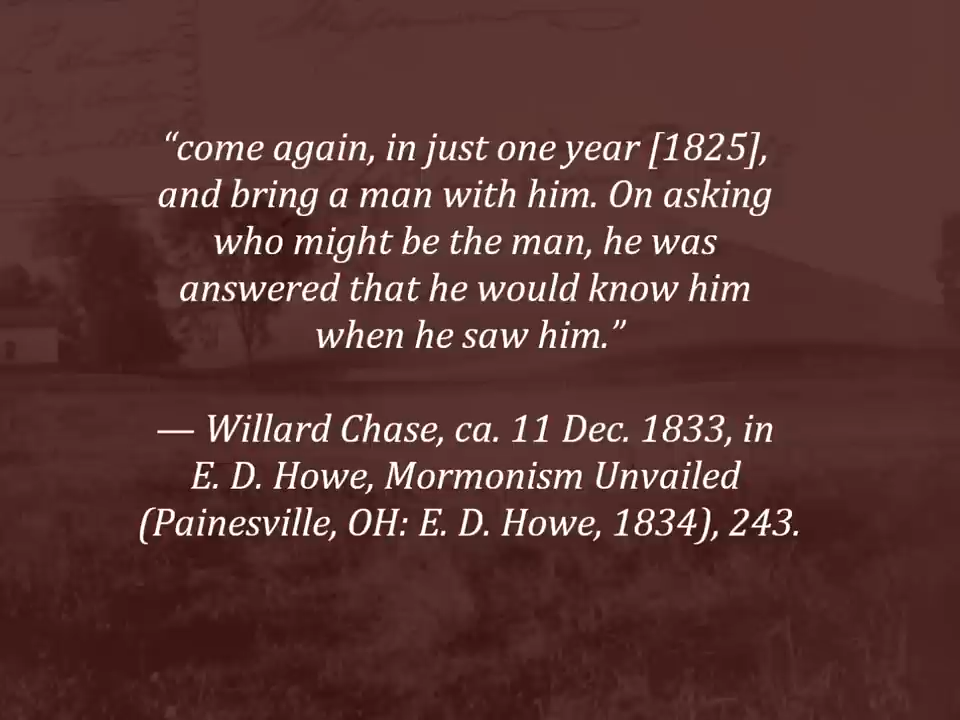 “come again, in just one year [1825],
and bring a man with him. On asking
who might be the man, he was
answered that he would know him
when he saw him.”
— Willard Chase, ca. 11 Dec. 1833, in
E. D. Howe, Mormonism Unvailed
(Painesville, OH: E. D. Howe, 1834), 243.